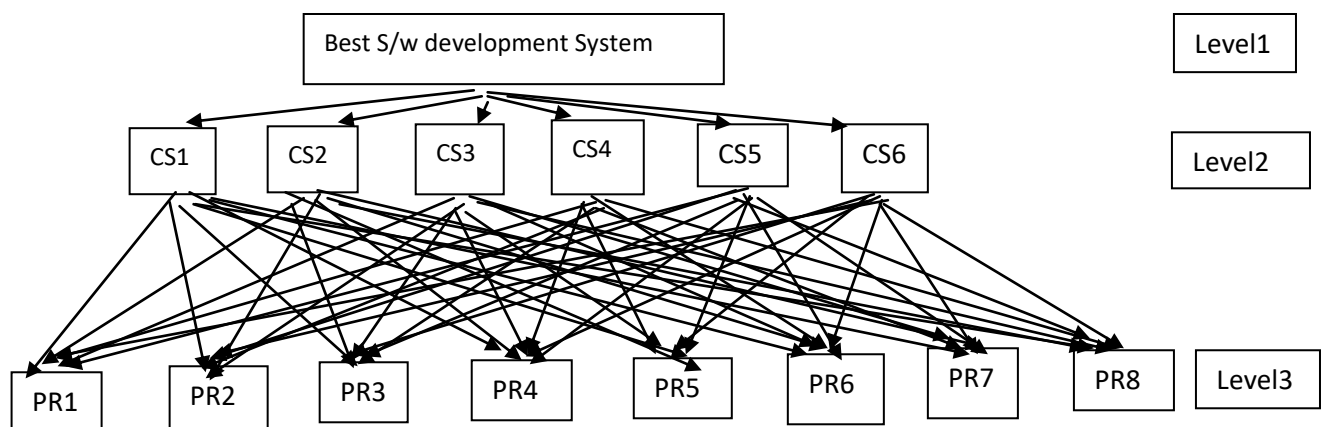 Best S/w development System
Level1
CS1
CS2
CS3
CS4
CS5
CS6
Level2
PR1
PR2
PR3
PR4
PR5
PR6
PR7
PR8
Level3